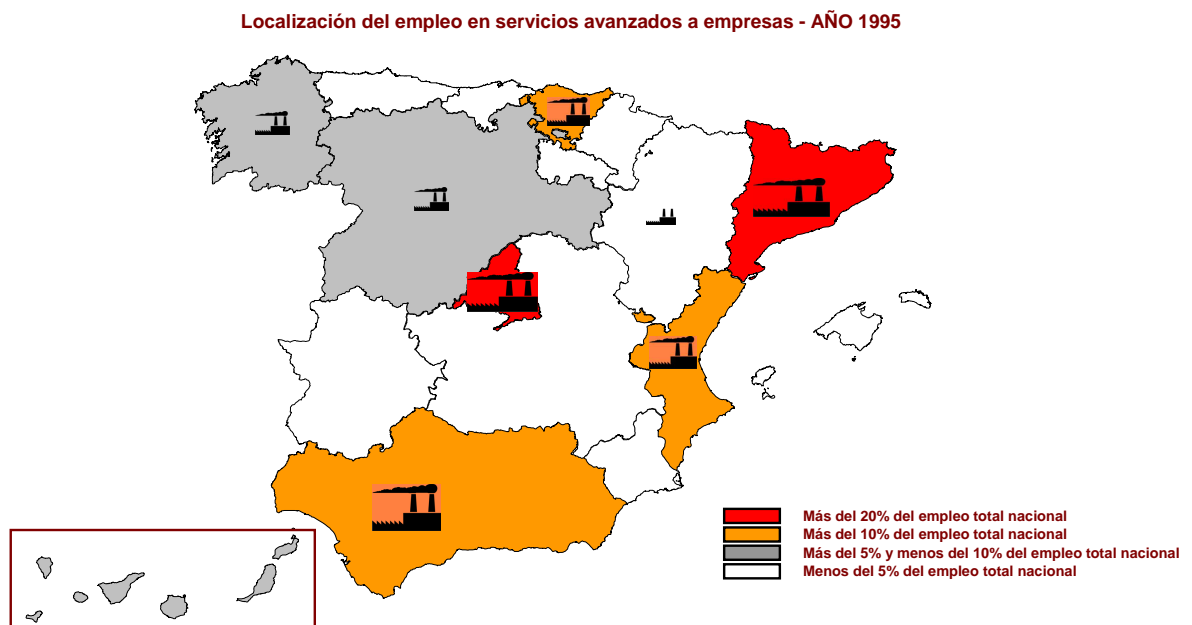 Localización del empleo en servicios avanzados a empresas - AÑO 1995
Más del 20% del empleo total nacional
Más del 10% del empleo total nacional
Más del 5% y menos del 10% del empleo total nacional
Menos del 5% del empleo total nacional